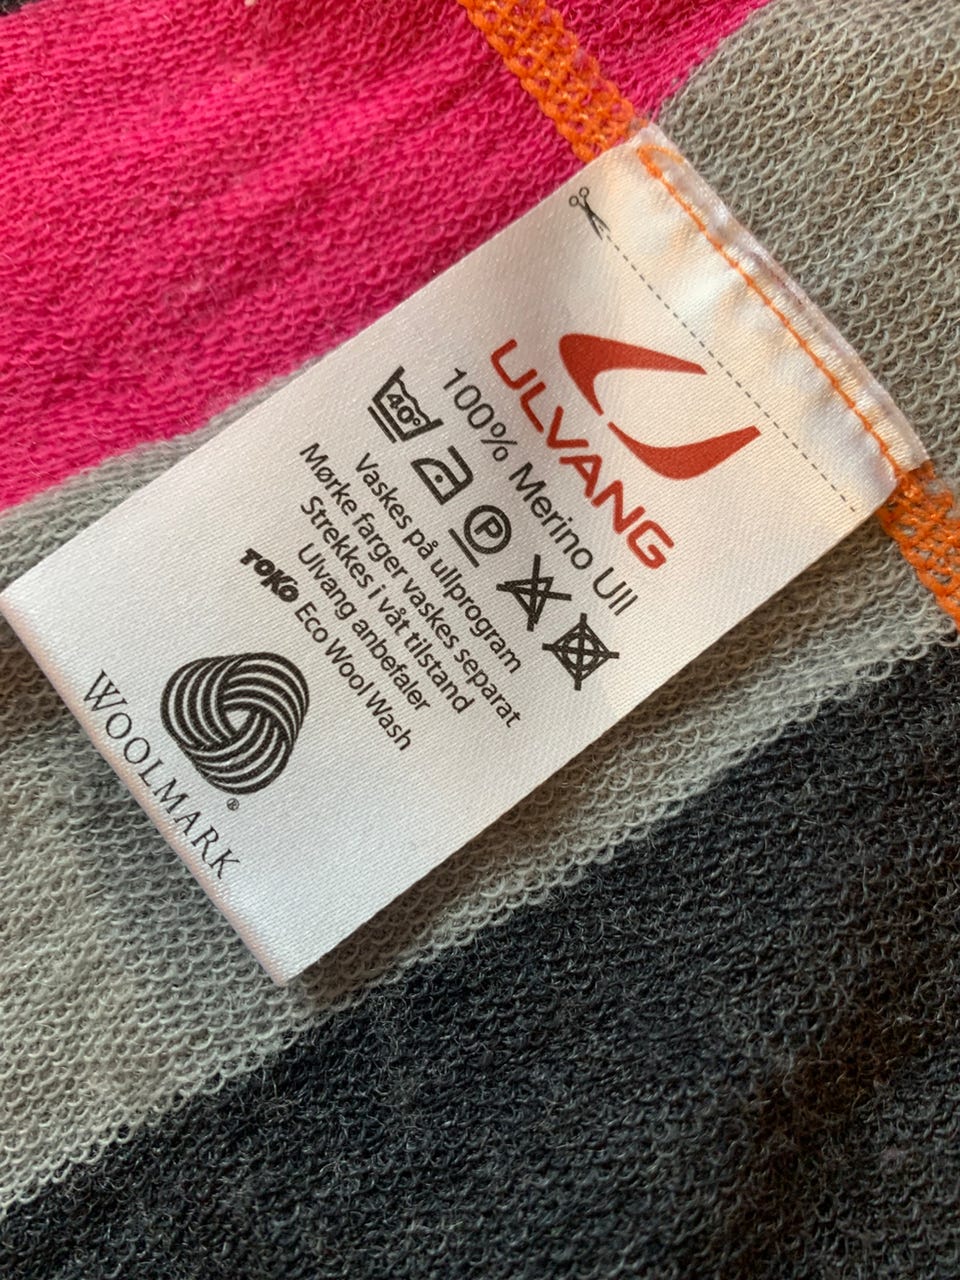 ULVANG
100% Merino Ull
40°
P
Vaskes på ullprogram
Mørke farger vaskes separat
Strekkes i våt tilstand
Ulvang anbefaler
TOKO Eco Wool Wash
WOOLMARK
®